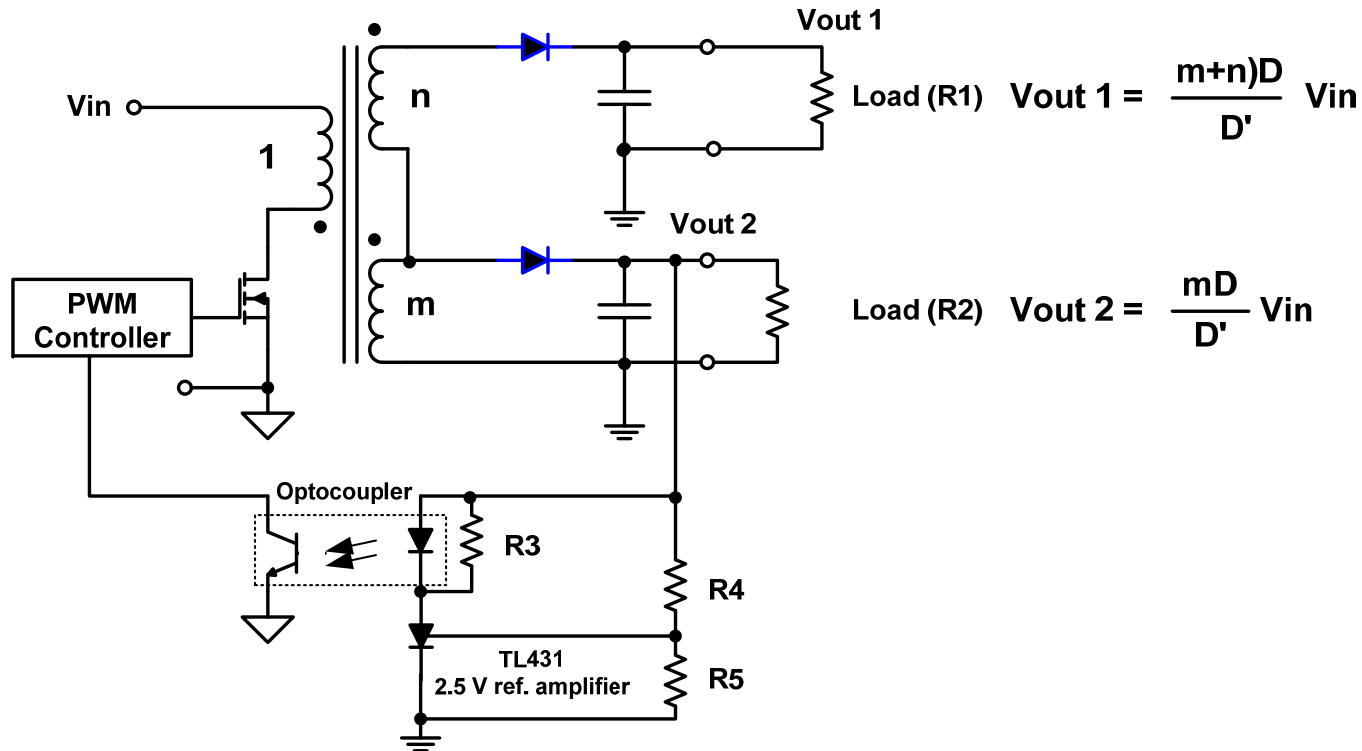 Vout 1
Vin
1
n
Load (R1)
Vout 1 = m+n)D
D'
Vin
Vout 2
PWM
Controller
m
Load (R2)
Vout 2 = mD
D'
Vin
Optocoupler
R3
R4
TL431
2.5 V ref. amplifier
R5